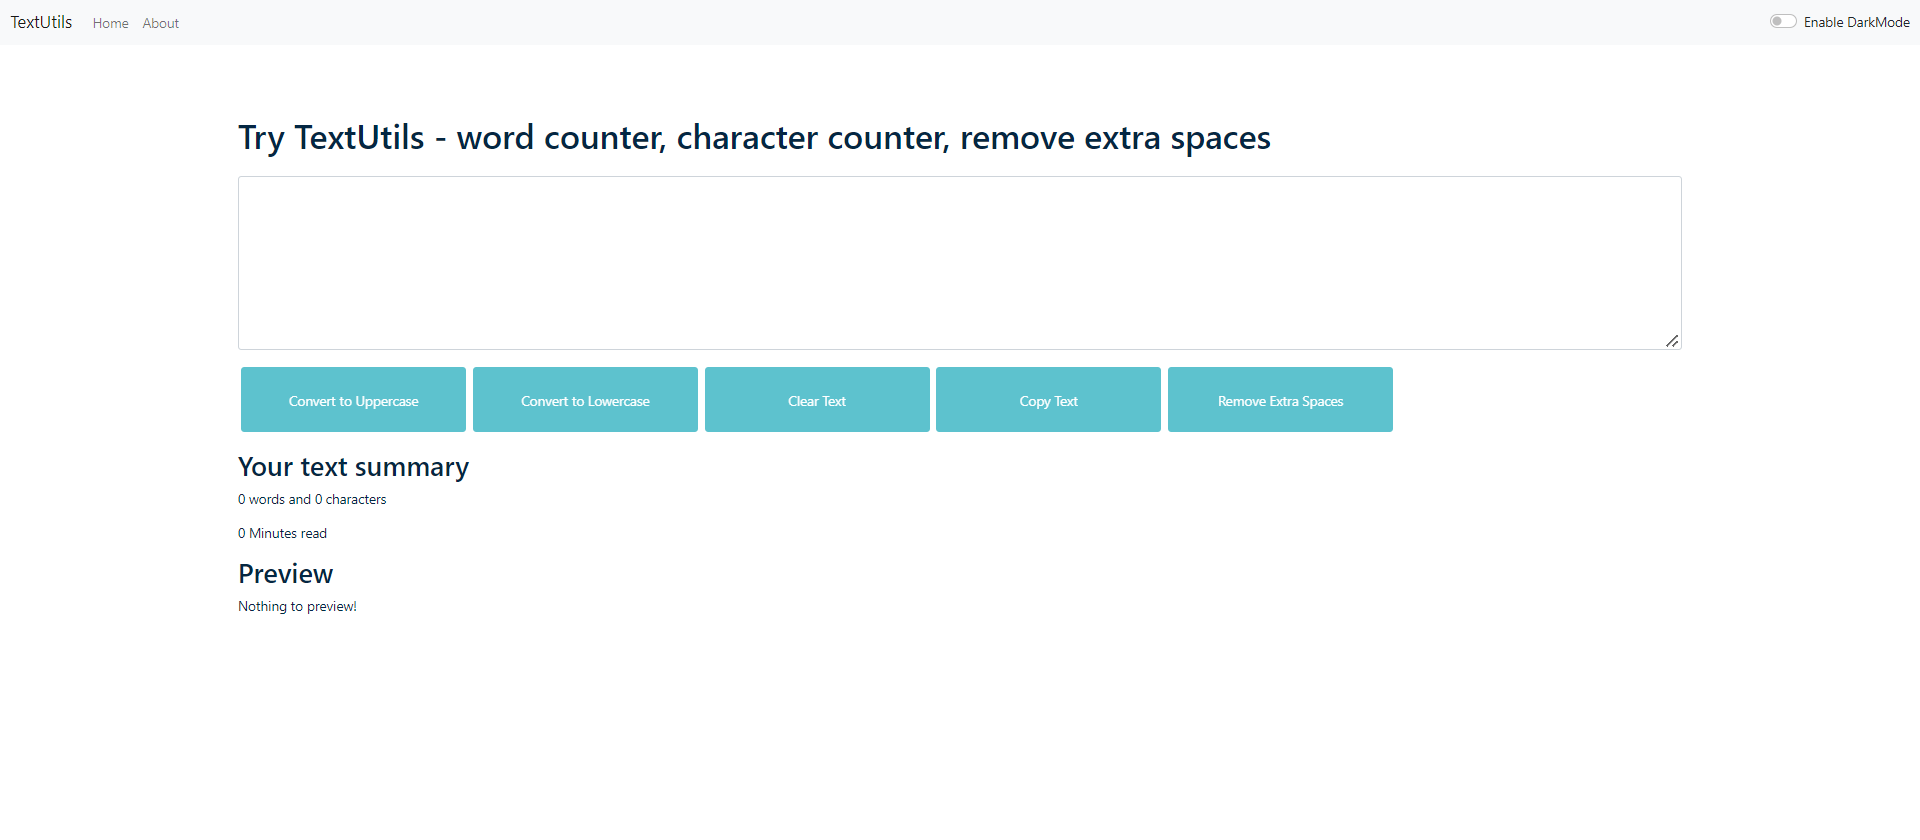 TextUtils Home About Enable DarkMode
Try TextUtils - word counter, character counter, remove extra spaces
Convert to Uppercase Convert to Lowercase Clear Text Copy Text Remove Extra Spaces
Your text summary
0 words and 0 characters
0 Minutes read
Preview
Nothing to preview!